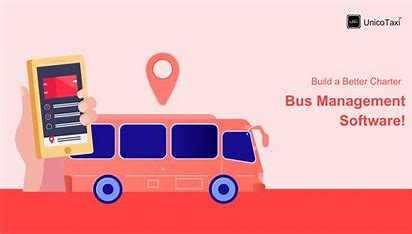 UnicoTaxi
Build a Better Charter
Bus Management
Software!